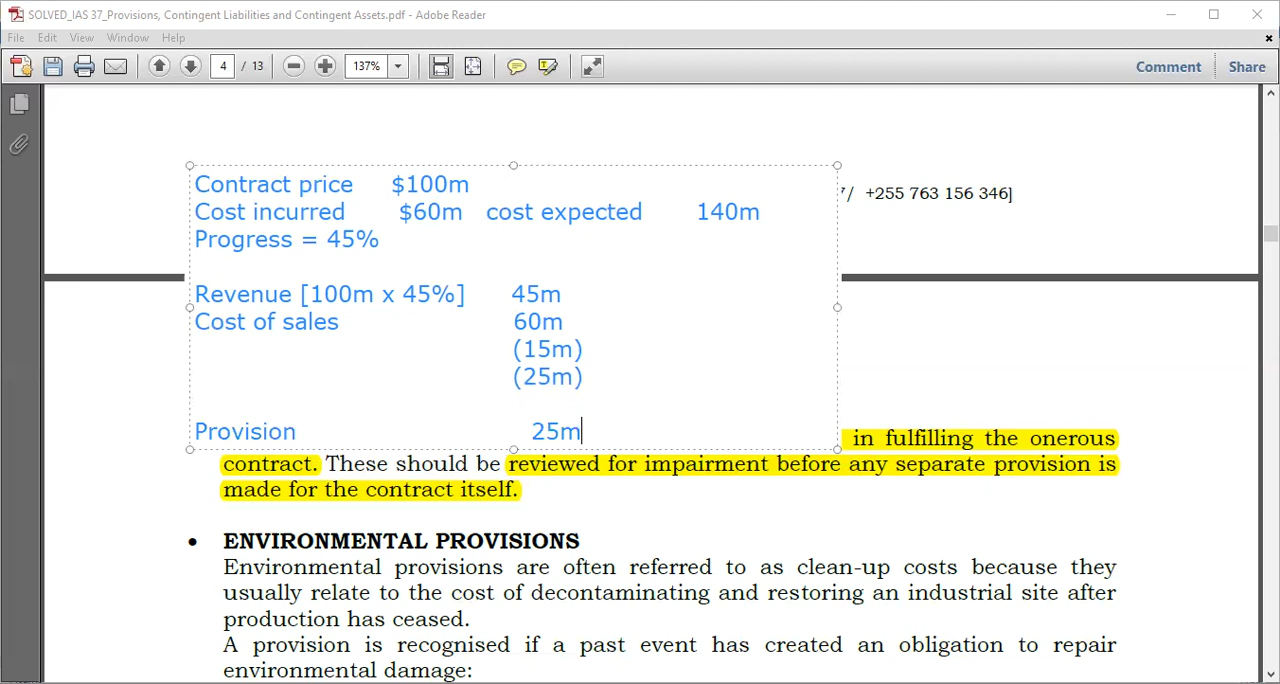 SOLVED_IAS 37_Provisions, Contingent Liabilities and Contingent Assets.pdf - Adobe Reader
File Edit View Window Help
4 / 13 137% Comment Share
Contract price $100m
7/ +255 763 156 346]
Cost incurred $60m cost expected 140m
Progress = 45%
Revenue [100m x 45%] 45m
Cost of sales 60m
(15m)
(25m)
Provision 25m
in fulfilling the onerous
contract. These should be reviewed for impairment before any separate provision is
made for the contract itself.
• ENVIRONMENTAL PROVISIONS
Environmental provisions are often referred to as clean-up costs because they
usually relate to the cost of decontaminating and restoring an industrial site after
production has ceased.
A provision is recognised if a past event has created an obligation to repair
environmental damage: